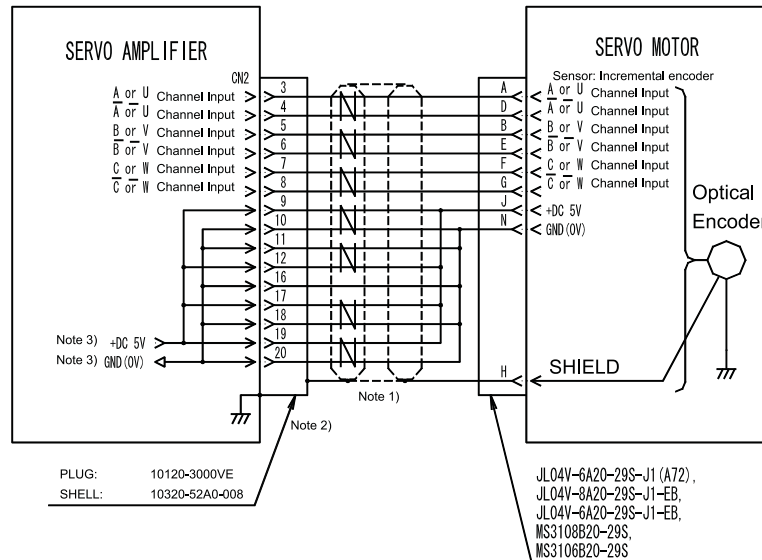 SERVO AMPLIFIER
CN2
A or U Channel Input
A or U Channel Input
B or V Channel Input
B or V Channel Input
C or W Channel Input
C or W Channel Input
3
4
5
6
7
8
9
10
11
12
16
17
18
19
20
Note 3) +DC 5V
Note 3) GND(0V)
Note 1)
Note 2)
PLUG: 10120-3000VE
SHELL: 10320-52A0-008
SERVO MOTOR
Sensor: Incremental encoder
A
D
B
E
F
G
J
N
H
A or U Channel Input
A or U Channel Input
B or V Channel Input
B or V Channel Input
C or W Channel Input
C or W Channel Input
+DC 5V
GND(0V)
SHIELD
Optical
Encoder
JL04V-6A20-29S-J1(A72),
JL04V-8A20-29S-J1-EB,
JL04V-6A20-29S-J1-EB,
MS3108B20-29S,
MS3106B20-29S